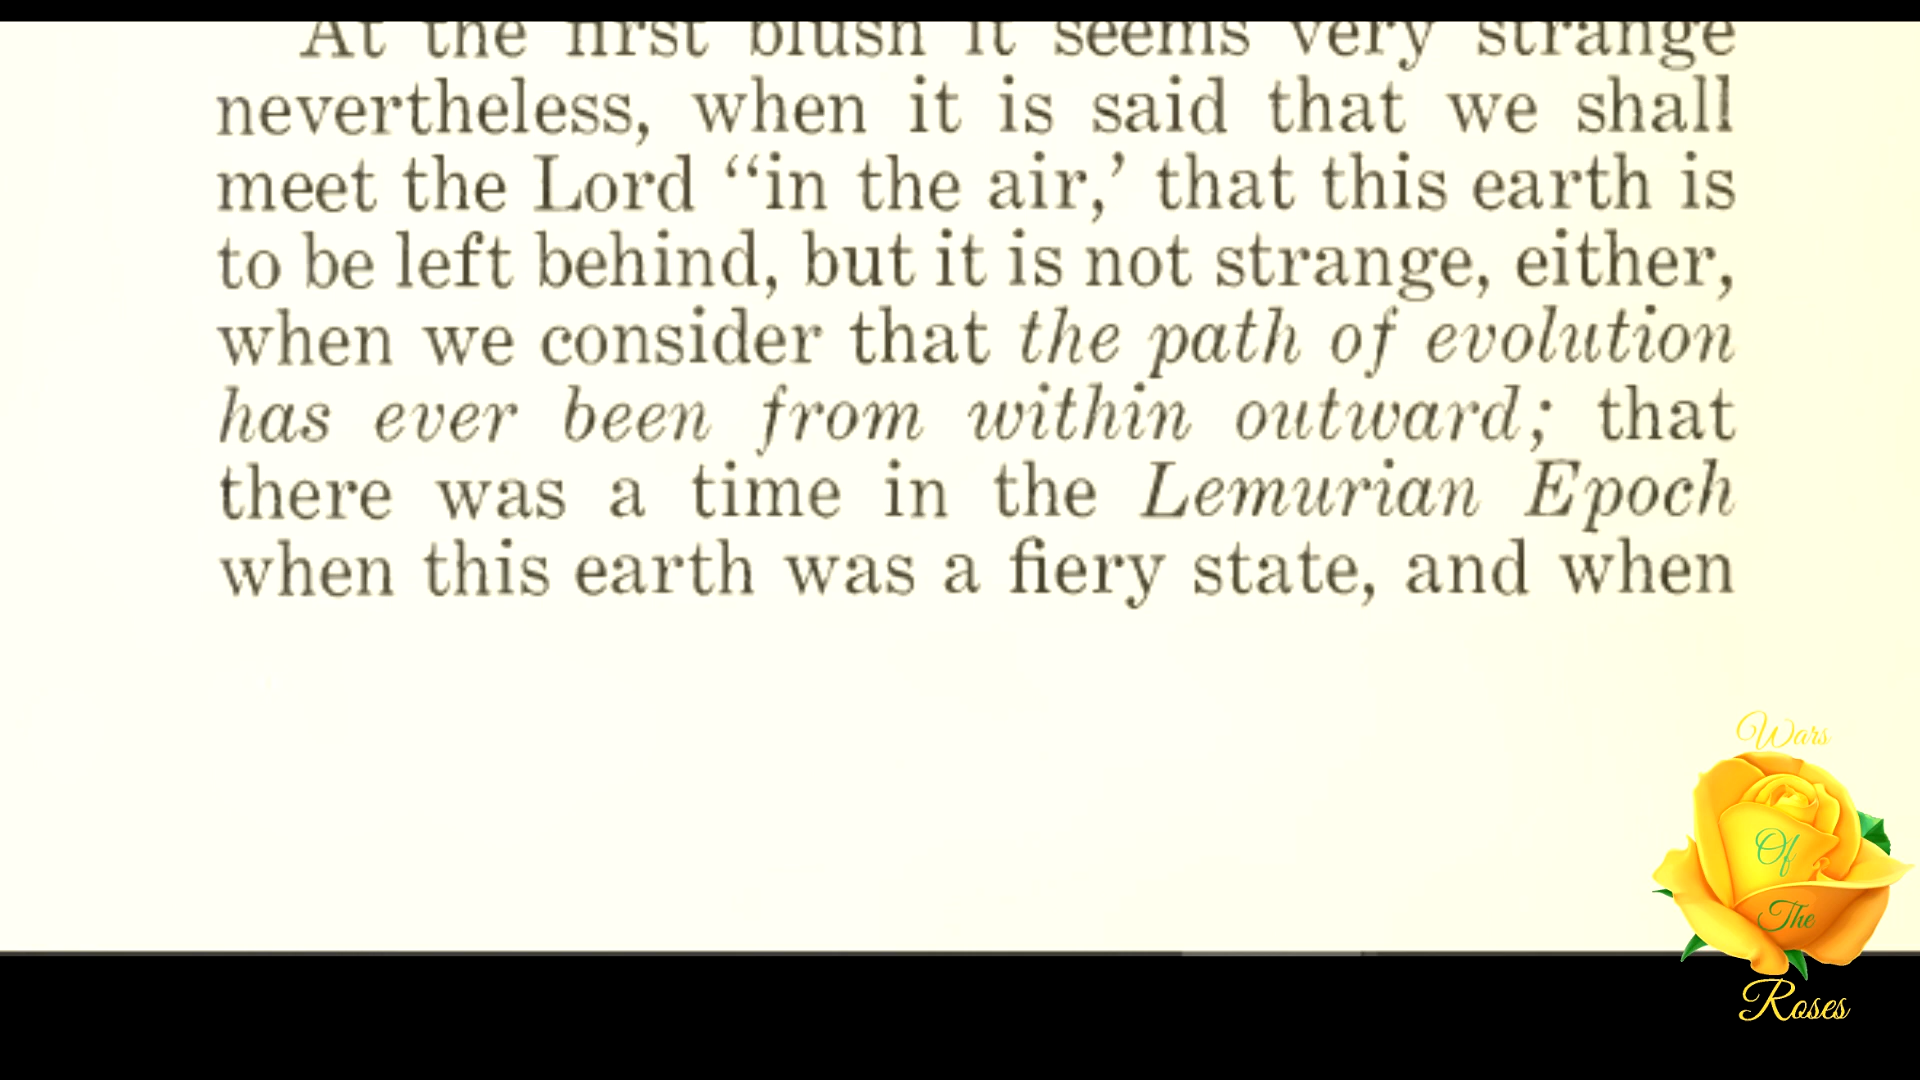 At the first blush it seems very strange
nevertheless, when it is said that we shall
meet the Lord “in the air,’ that this earth is
to be left behind, but it is not strange, either,
when we consider that the path of evolution
has ever been from within outward; that
there was a time in the Lemurian Epoch
when this earth was a fiery state, and when
Wars
Of
The
Roses